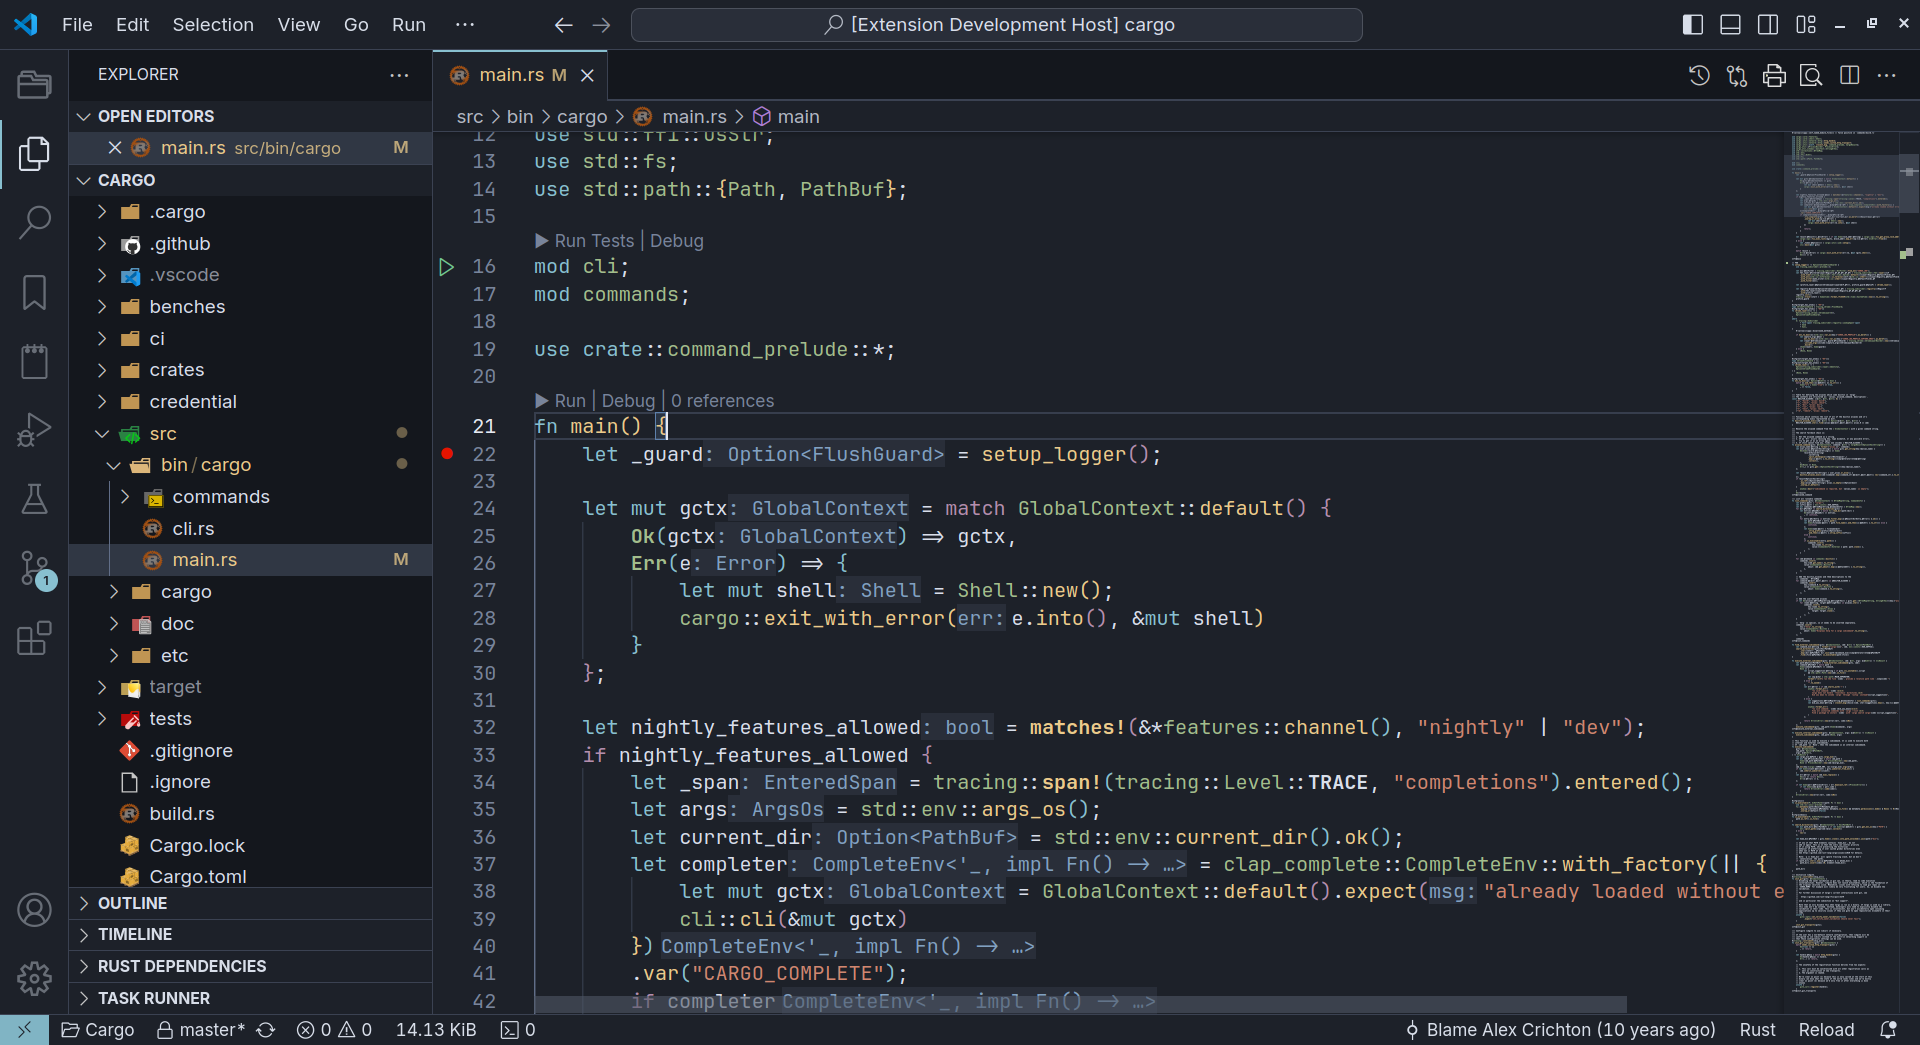 File Edit Selection View Go Run ···
[Extension Development Host] cargo
EXPLORER
OPEN EDITORS
main.rs src/bin/cargo M
CARGO
.cargo
.github
.vscode
benches
ci
crates
credential
src
bin / cargo
commands
cli.rs
main.rs M
cargo
doc
etc
target
tests
.gitignore
.ignore
build.rs
Cargo.lock
Cargo.toml
OUTLINE
TIMELINE
RUST DEPENDENCIES
TASK RUNNER
1
main.rs M
src > bin > cargo > main.rs > main
12 use std::ffi::OsStr;
13 use std::fs;
14 use std::path::{Path, PathBuf};
15
▶ Run Tests | Debug
16 mod cli;
17 mod commands;
18
19 use crate::command_prelude::*;
20
▶ Run | Debug | 0 references
21 fn main() {
22 let _guard: Option<FlushGuard> = setup_logger();
23
24 let mut gctx: GlobalContext = match GlobalContext::default() {
25 Ok(gctx: GlobalContext) => gctx,
26 Err(e: Error) => {
27 let mut shell: Shell = Shell::new();
28 cargo::exit_with_error(err: e.into(), &mut shell)
29 }
30 };
31
32 let nightly_features_allowed: bool = matches!(&*features::channel(), "nightly" | "dev");
33 if nightly_features_allowed {
34 let _span: EnteredSpan = tracing::span!(tracing::Level::TRACE, "completions").entered();
35 let args: ArgsOs = std::env::args_os();
36 let current_dir: Option<PathBuf> = std::env::current_dir().ok();
37 let completer: CompleteEnv<'_, impl Fn() -> …> = clap_complete::CompleteEnv::with_factory(|| {
38 let mut gctx: GlobalContext = GlobalContext::default().expect(msg: "already loaded without e
39 cli::cli(&mut gctx)
40 }) CompleteEnv<'_, impl Fn() -> …>
41 .var("CARGO_COMPLETE");
42 if completer CompleteEnv<'_, impl Fn() -> …>
Cargo master* 0 0 14.13 KiB 0 Blame Alex Crichton (10 years ago) Rust Reload